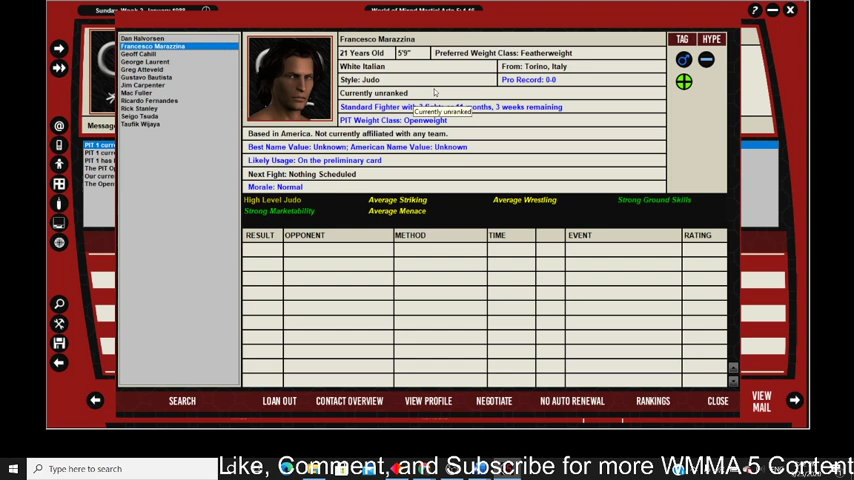 Sunday Week 2, January 1988
World of Mixed Martial Arts 5
Dan Halvorsen
Francesco Marazzina
Geoff Cahill
George Laurent
Greg Atteveld
Gustavo Bautista
Jim Carpenter
Mac Fuller
Ricardo Fernandes
Rick Stanley
Seigo Tsuda
Taufik Wijaya
Francesco Marazzina
21 Years Old
5'9"
Preferred Weight Class: Featherweight
White Italian
From: Torino, Italy
Style: Judo
Pro Record: 0-0
Currently unranked
Standard Fighter with
months, 3 weeks remaining
Currently unranked
PIT Weight Class: Openweight
Based in America. Not currently affiliated with any team.
Best Name Value: Unknown; American Name Value: Unknown
Likely Usage: On the preliminary card
Next Fight: Nothing Scheduled
Morale: Normal
TAG HYPE
High Level Judo
Average Striking
Average Wrestling
Strong Ground Skills
Strong Marketability
Average Menace
RESULT OPPONENT METHOD TIME EVENT RATING
Messag
PIT 1 curr
PIT 1 curr
PIT 1 has
The PIT O
Our curre
The Open
SEARCH LOAN OUT CONTACT OVERVIEW VIEW PROFILE NEGOTIATE NO AUTO RENEWAL RANKINGS CLOSE
VIEW
MAIL
Type here to search
Like, Comment, and Subscribe for more WMMA 5 Content